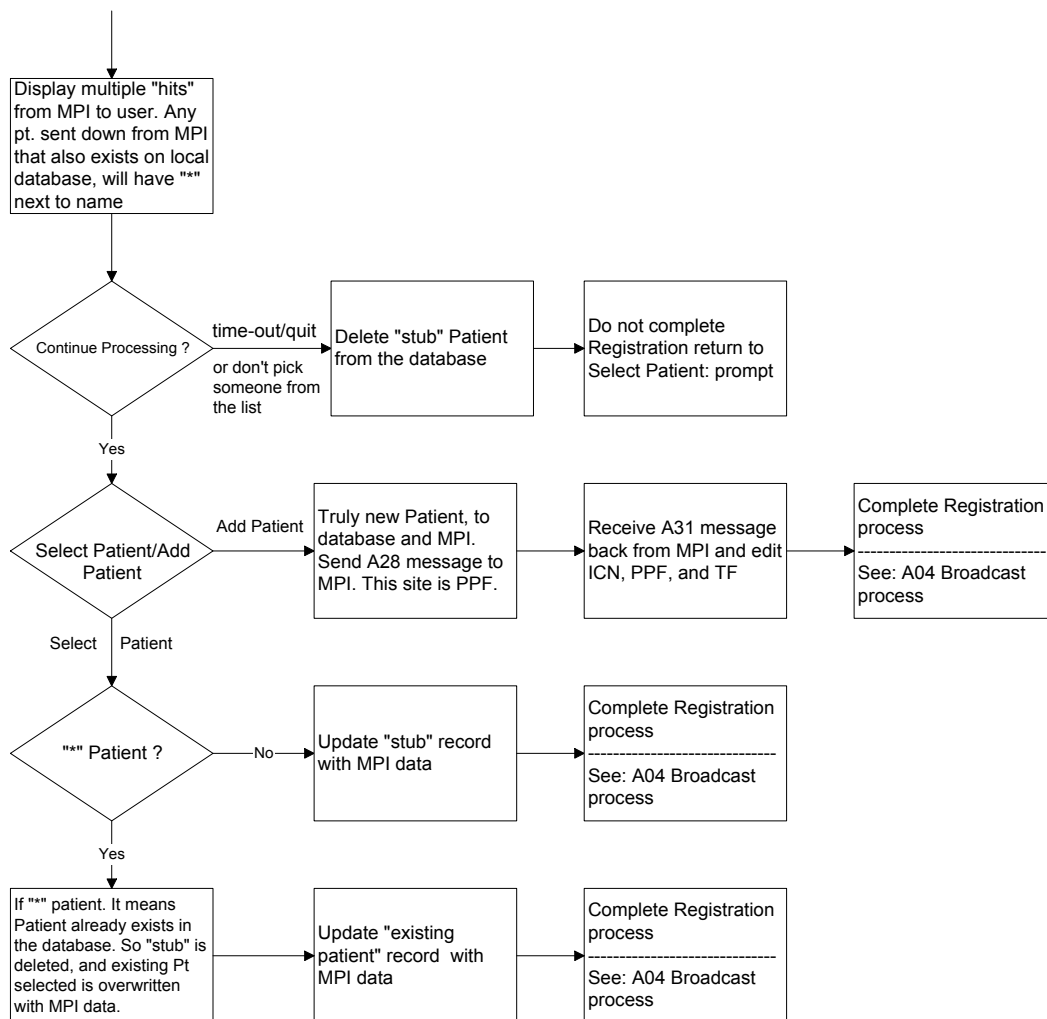 Display multiple "hits"
from MPI to user. Any
pt. sent down from MPI
that also exists on local
database, will have "*"
next to name
Continue Processing ?
time-out/quit
or don't pick
someone from
the list
Delete "stub" Patient
from the database
Do not complete
Registration return to
Select Patient: prompt
Yes
Select Patient/Add
Patient
Add Patient
Truly new Patient, to
database and MPI.
Send A28 message to
MPI. This site is PPF.
Receive A31 message
back from MPI and edit
ICN, PPF, and TF
Complete Registration
process
-------------------------------
See: A04 Broadcast
process
Select Patient
"*" Patient ?
No
Update "stub" record
with MPI data
Complete Registration
process
-------------------------------
See: A04 Broadcast
process
Yes
If "*" patient. It means
Patient already exists in
the database. So "stub" is
deleted, and existing Pt
selected is overwritten
with MPI data.
Update "existing
patient" record with
MPI data
Complete Registration
process
-------------------------------
See: A04 Broadcast
process